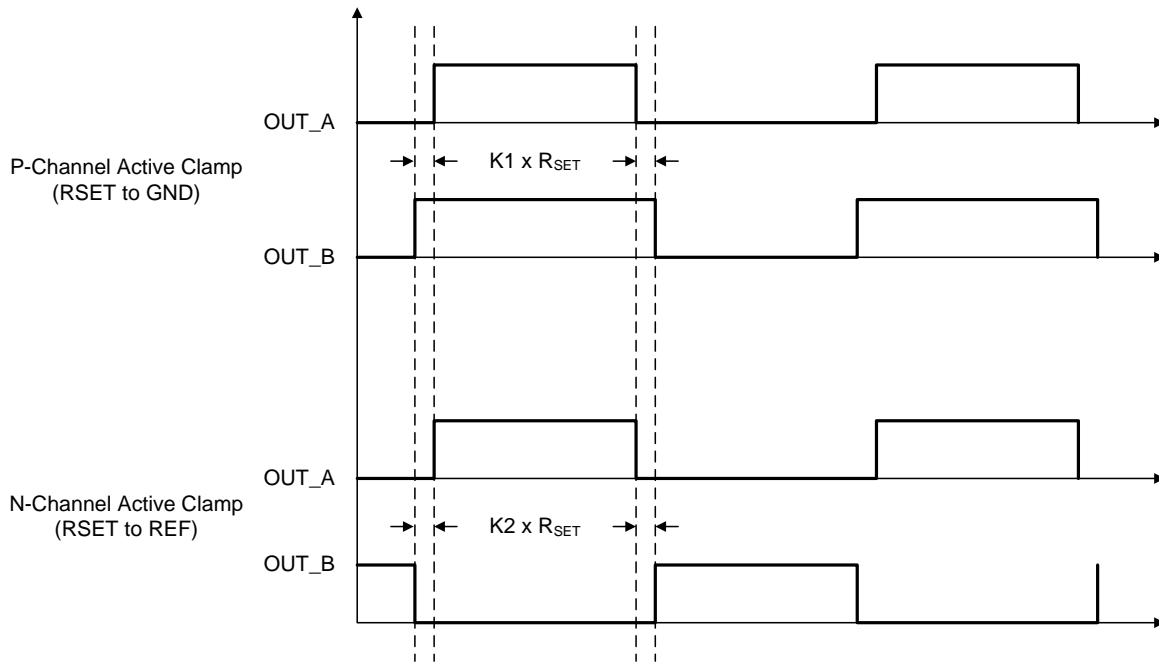 OUT_A
P-Channel Active Clamp
(RSET to GND)
K1 x RSET
OUT_B
OUT_A
N-Channel Active Clamp
(RSET to REF)
K2 x RSET
OUT_B